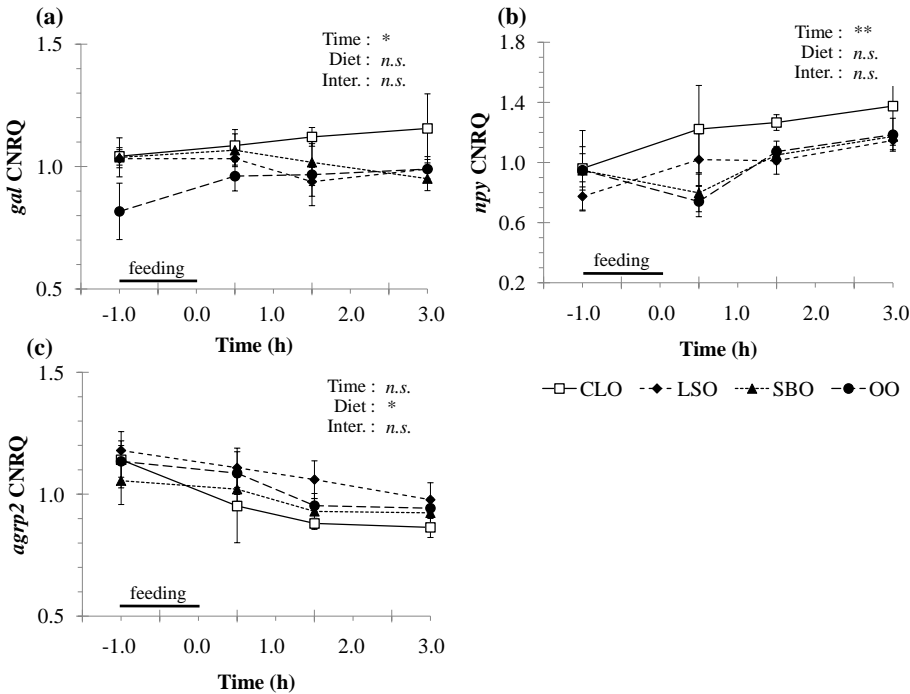 (a)
Time : *
Diet : n.s.
Inter. : n.s.
1.5
1.0
0.5
gal CNRQ
feeding
-1.0 0.0 1.0 2.0 3.0
Time (h)
(b)
Time : **
Diet : n.s.
Inter. : n.s.
1.8
1.4
1.0
0.6
0.2
npy CNRQ
feeding
-1.0 0.0 1.0 2.0 3.0
Time (h)
CLO LSO SBO OO
(c)
Time : n.s.
Diet : *
Inter. : n.s.
1.5
1.0
0.5
agrp2 CNRQ
feeding
-1.0 0.0 1.0 2.0 3.0
Time (h)